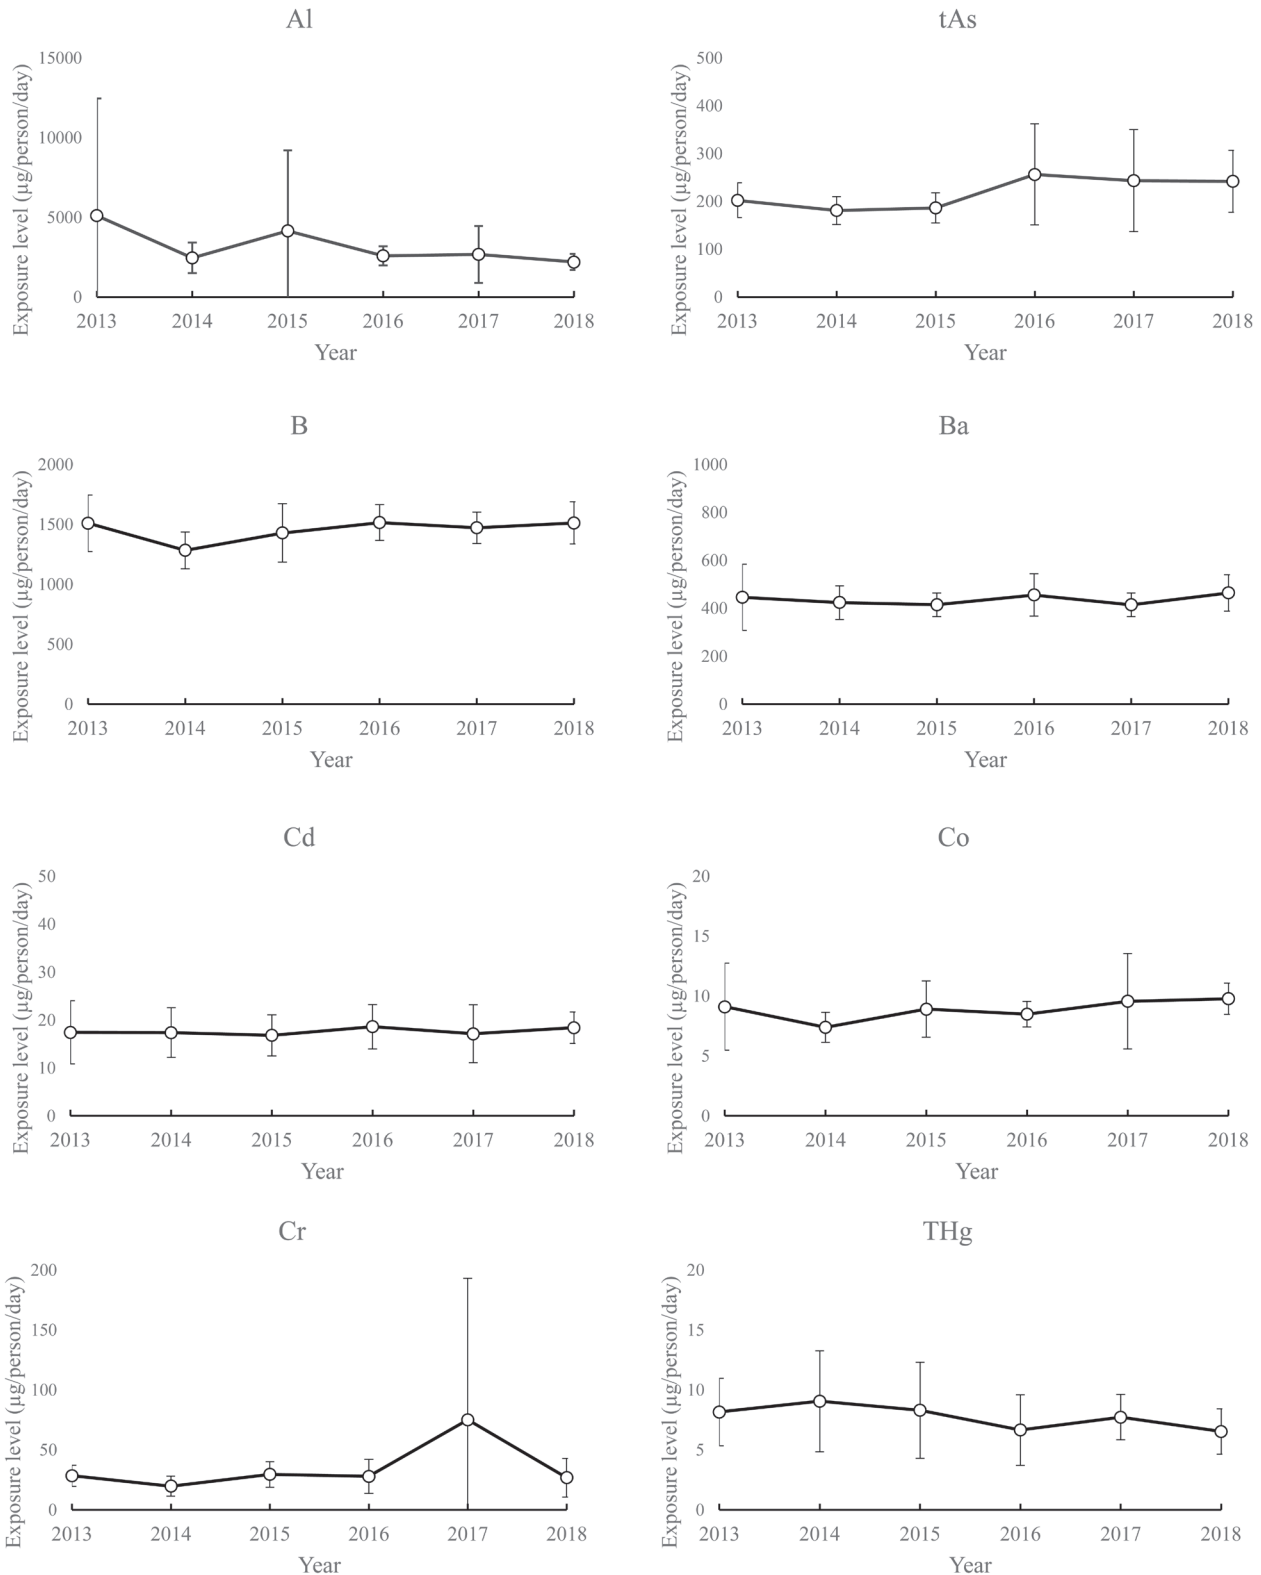 Al
Exposure level (µg/person/day)
15000
10000
5000
0
2013 2014 2015 2016 2017 2018
Year
tAs
Exposure level (µg/person/day)
500
400
300
200
100
0
2013 2014 2015 2016 2017 2018
Year
B
Exposure level (µg/person/day)
2000
1500
1000
500
0
2013 2014 2015 2016 2017 2018
Year
Ba
Exposure level (µg/person/day)
1000
800
600
400
200
0
2013 2014 2015 2016 2017 2018
Year
Cd
Exposure level (µg/person/day)
50
40
30
20
10
0
2013 2014 2015 2016 2017 2018
Year
Co
Exposure level (µg/person/day)
20
15
10
5
0
2013 2014 2015 2016 2017 2018
Year
Cr
Exposure level (µg/person/day)
200
150
100
50
0
2013 2014 2015 2016 2017 2018
Year
THg
Exposure level (µg/person/day)
20
15
10
5
0
2013 2014 2015 2016 2017 2018
Year